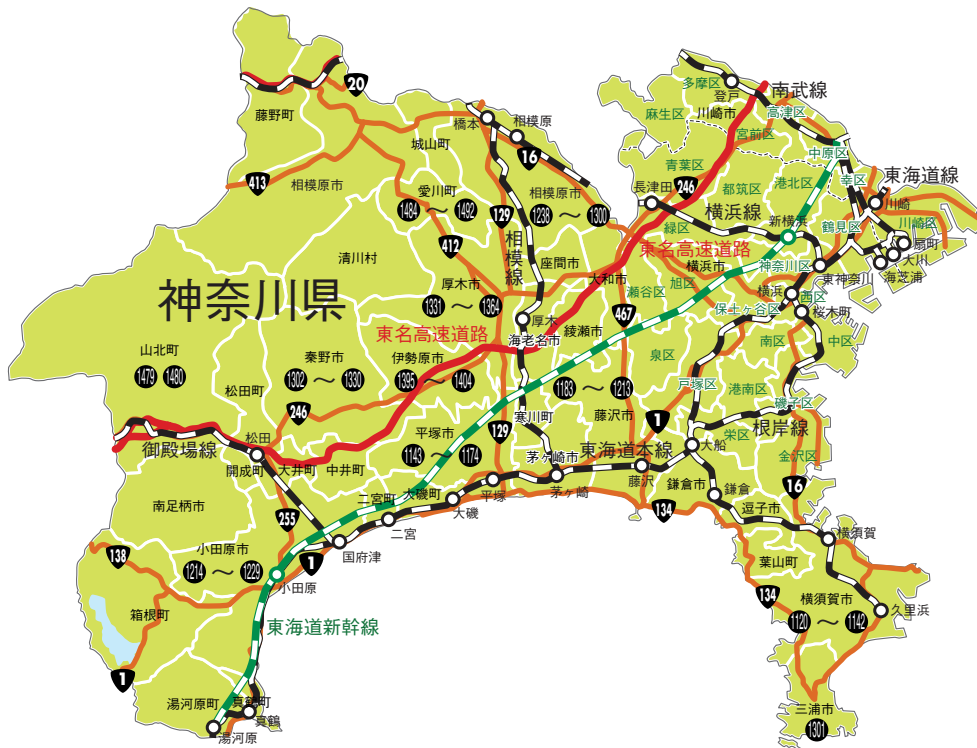 神奈川県
藤野町
20
413
相模原市
城山町
橋本
相模原
16
愛川町
1484 〜 1492
412
129
相模原市
1238 〜 1300
相模線
清川村
厚木市
1331 〜 1364
座間市
大和市
467
厚木
海老名市
綾瀬市
東名高速道路
山北町
1479 1480
松田町
秦野市
1302 〜 1330
246
伊勢原市
1395 〜 1404
平塚市
1143 〜 1174
129
寒川町
1183 〜 1213
藤沢市
1
御殿場線
松田
開成町
大井町
中井町
南足柄市
255
二宮町
大磯町
茅ヶ崎市
東海道本線
平塚
茅ヶ崎
藤沢
大磯
二宮
国府津
1
小田原市
1214 〜 1229
小田原
138
箱根町
1
東海道新幹線
湯河原町
真鶴町
真鶴
湯河原
多摩区
登戸
南武線
麻生区
川崎市
高津区
宮前区
中原区
青葉区
246
都筑区
港北区
幸区
東海道線
長津田
横浜線
川崎
緑区
新横浜
鶴見区
川崎区
扇町
大川
海芝浦
東名高速道路
横浜市
旭区
瀬谷区
神奈川区
東神奈川
横浜
西区
保土ヶ谷区
桜木町
中区
南区
泉区
戸塚区
港南区
磯子区
栄区
根岸線
大船
金沢区
16
鎌倉市
鎌倉
134
逗子市
横須賀
葉山町
134
横須賀市
1120 〜 1142
久里浜
三浦市
1301